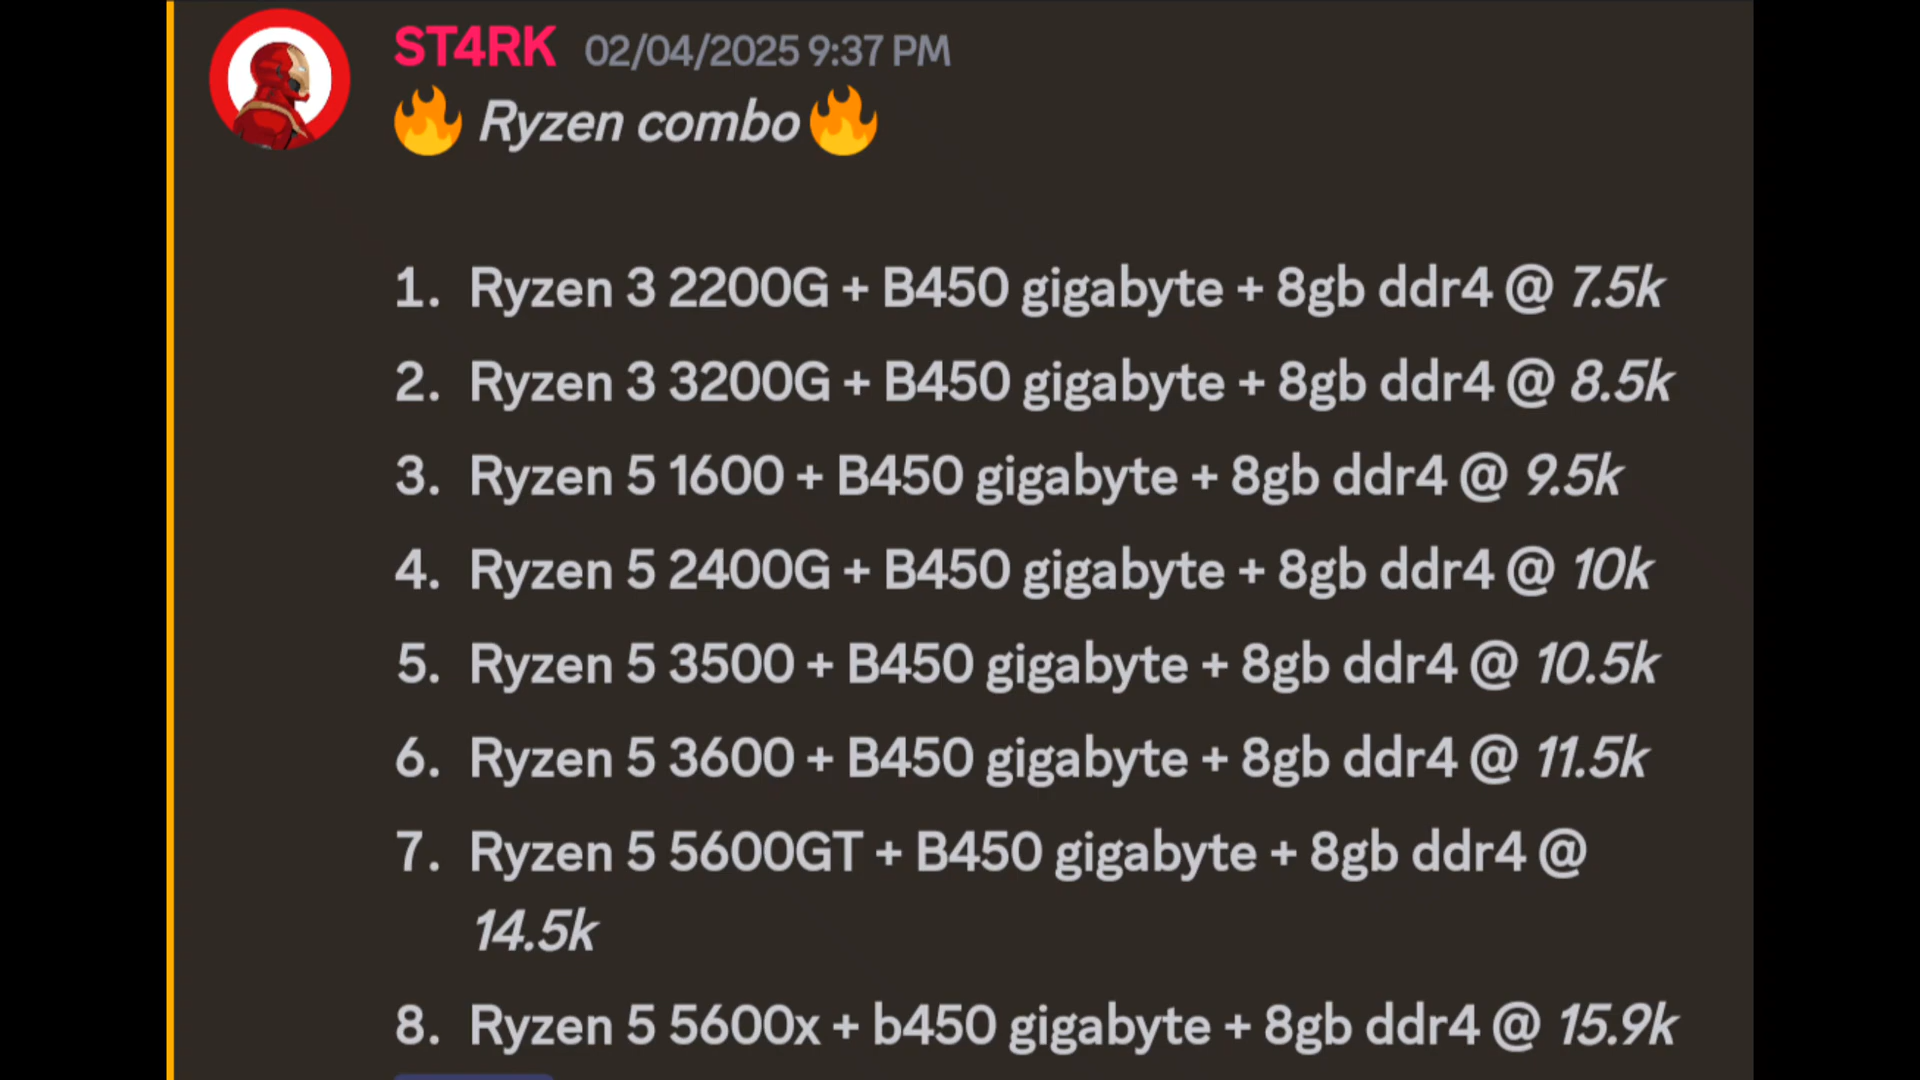 ST4RK 02/04/2025 9:37 PM
🔥 Ryzen combo 🔥
1. Ryzen 3 2200G + B450 gigabyte + 8gb ddr4 @ 7.5k
2. Ryzen 3 3200G + B450 gigabyte + 8gb ddr4 @ 8.5k
3. Ryzen 5 1600 + B450 gigabyte + 8gb ddr4 @ 9.5k
4. Ryzen 5 2400G + B450 gigabyte + 8gb ddr4 @ 10k
5. Ryzen 5 3500 + B450 gigabyte + 8gb ddr4 @ 10.5k
6. Ryzen 5 3600 + B450 gigabyte + 8gb ddr4 @ 11.5k
7. Ryzen 5 5600GT + B450 gigabyte + 8gb ddr4 @
14.5k
8. Ryzen 5 5600x + b450 gigabyte + 8gb ddr4 @ 15.9k